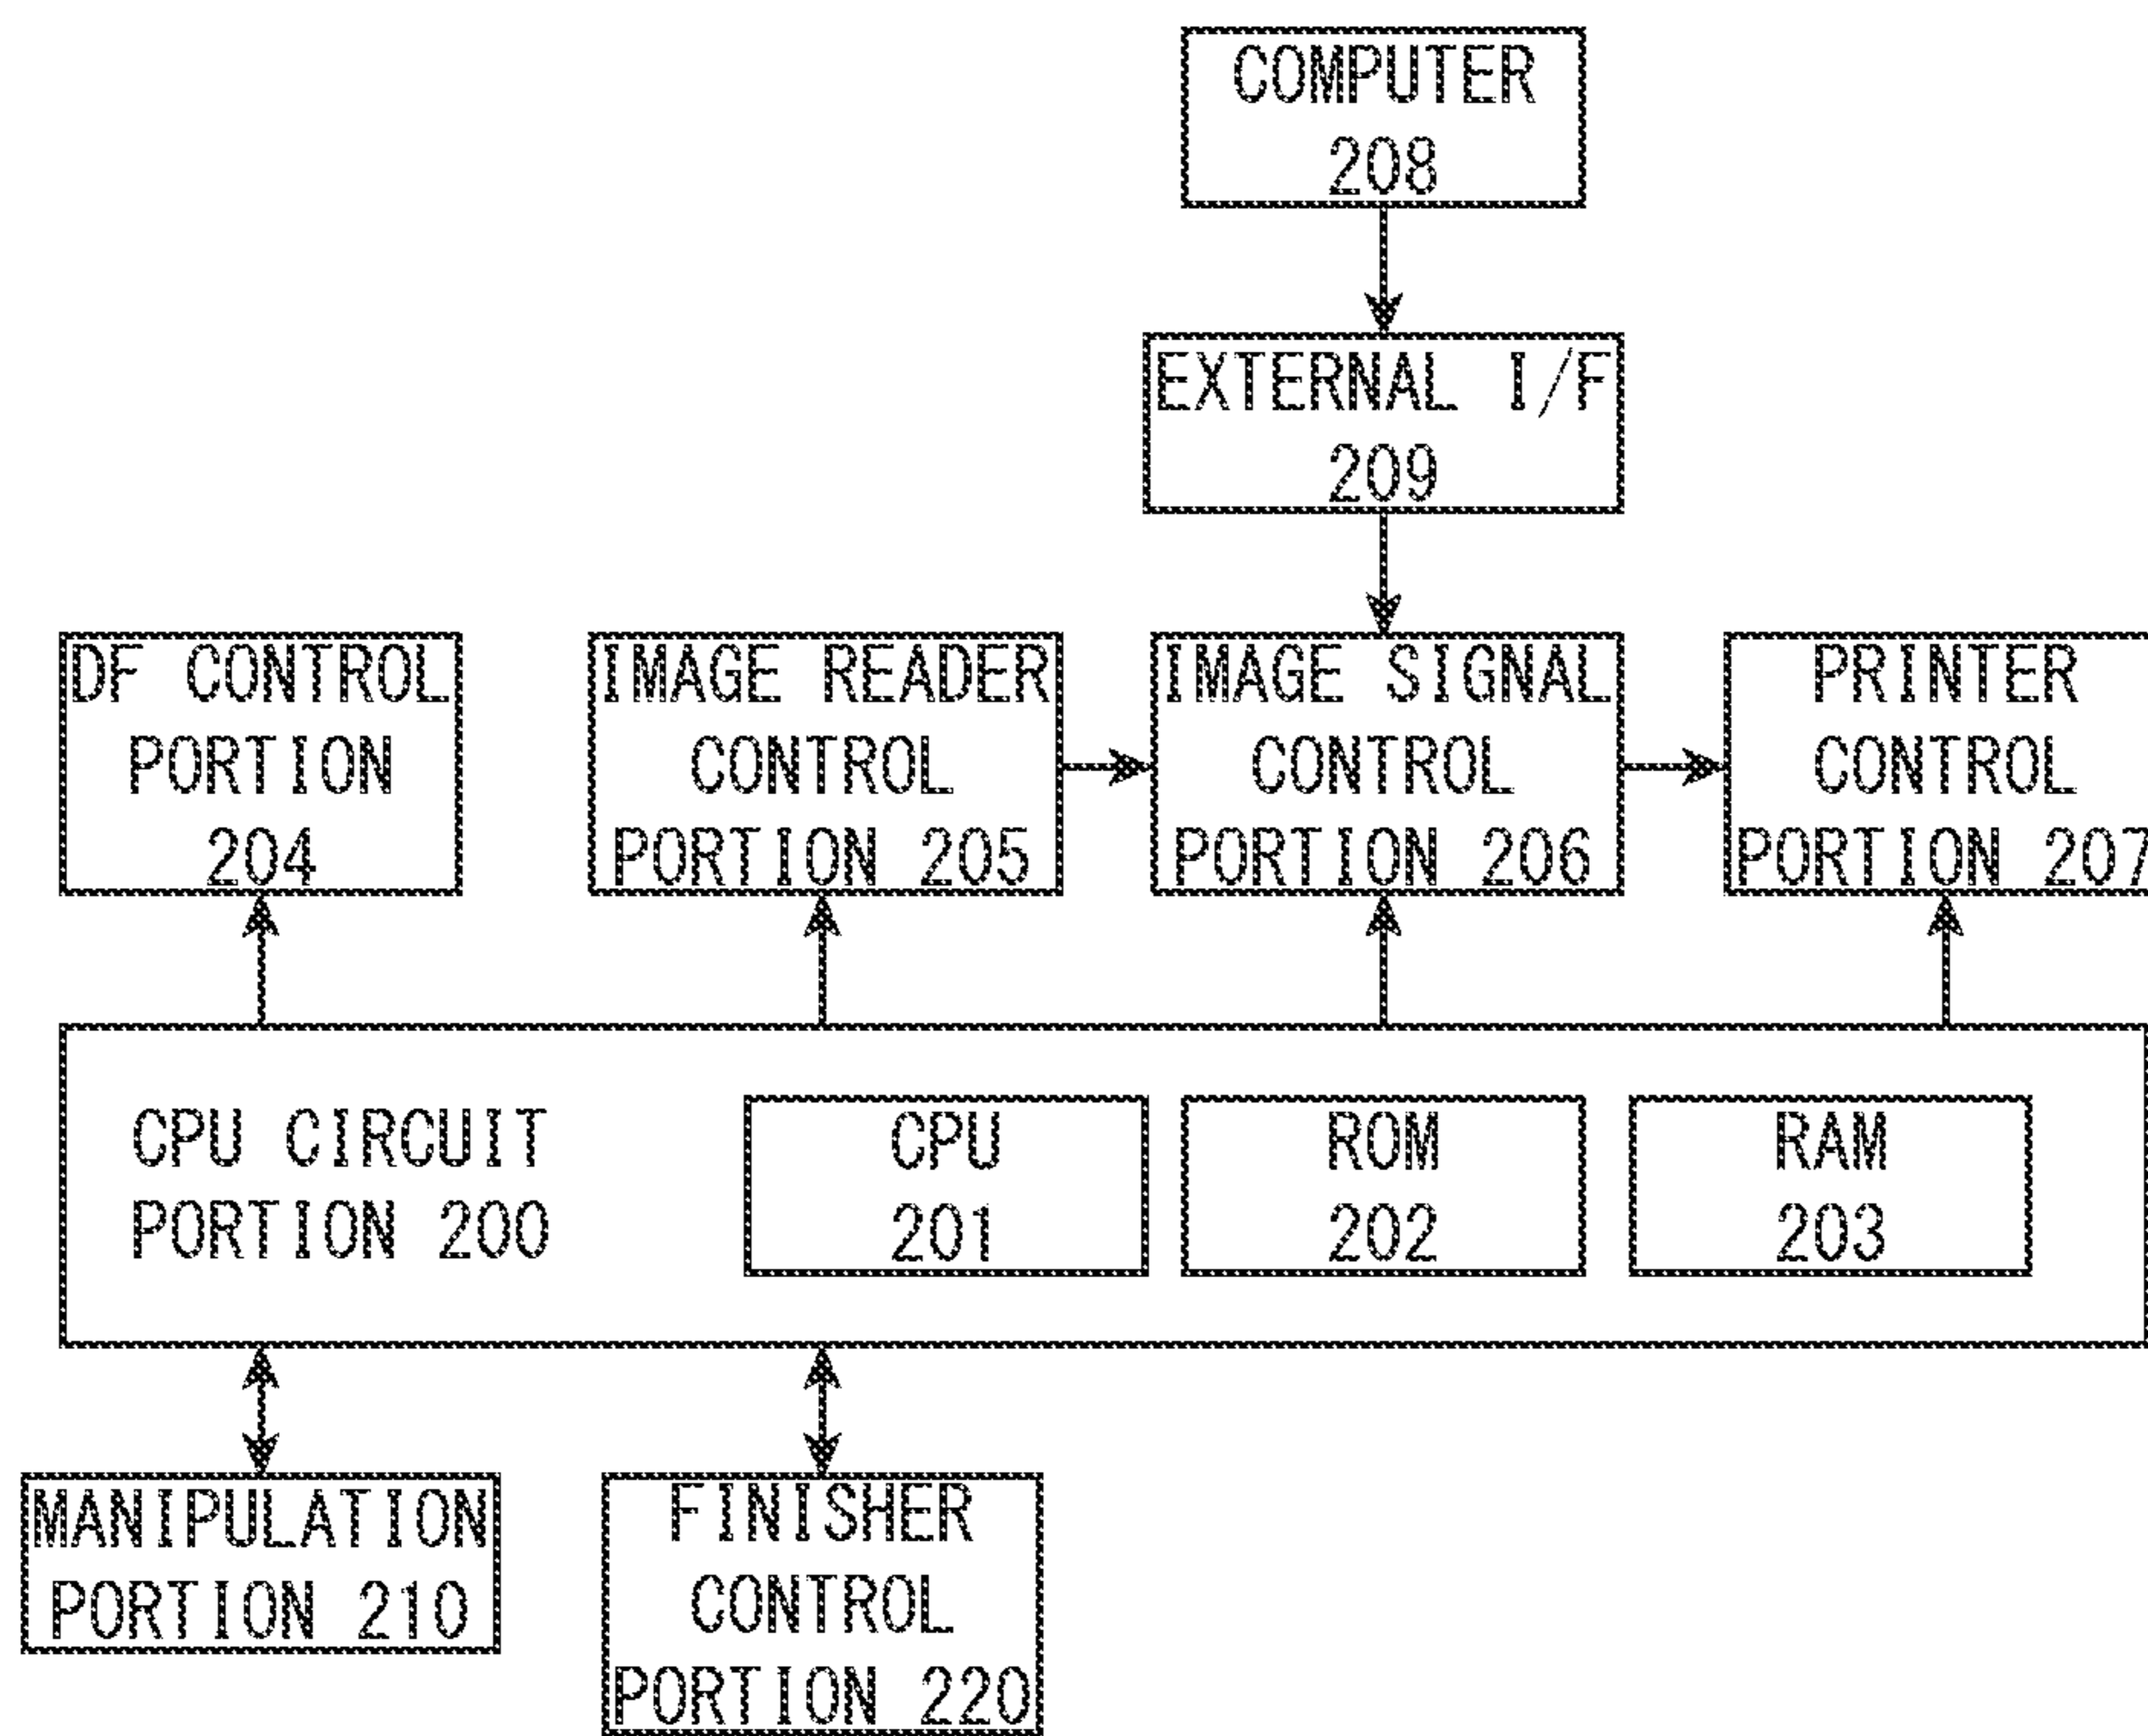 COMPUTER
208
EXTERNAL I/F
209
DF CONTROL
PORTION
204
IMAGE READER
CONTROL
PORTION 205
IMAGE SIGNAL
CONTROL
PORTION 206
PRINTER
CONTROL
PORTION 207
CPU CIRCUIT
PORTION 200
CPU
201
ROM
202
RAM
203
MANIPULATION
PORTION 210
FINISHER
CONTROL
PORTION 220